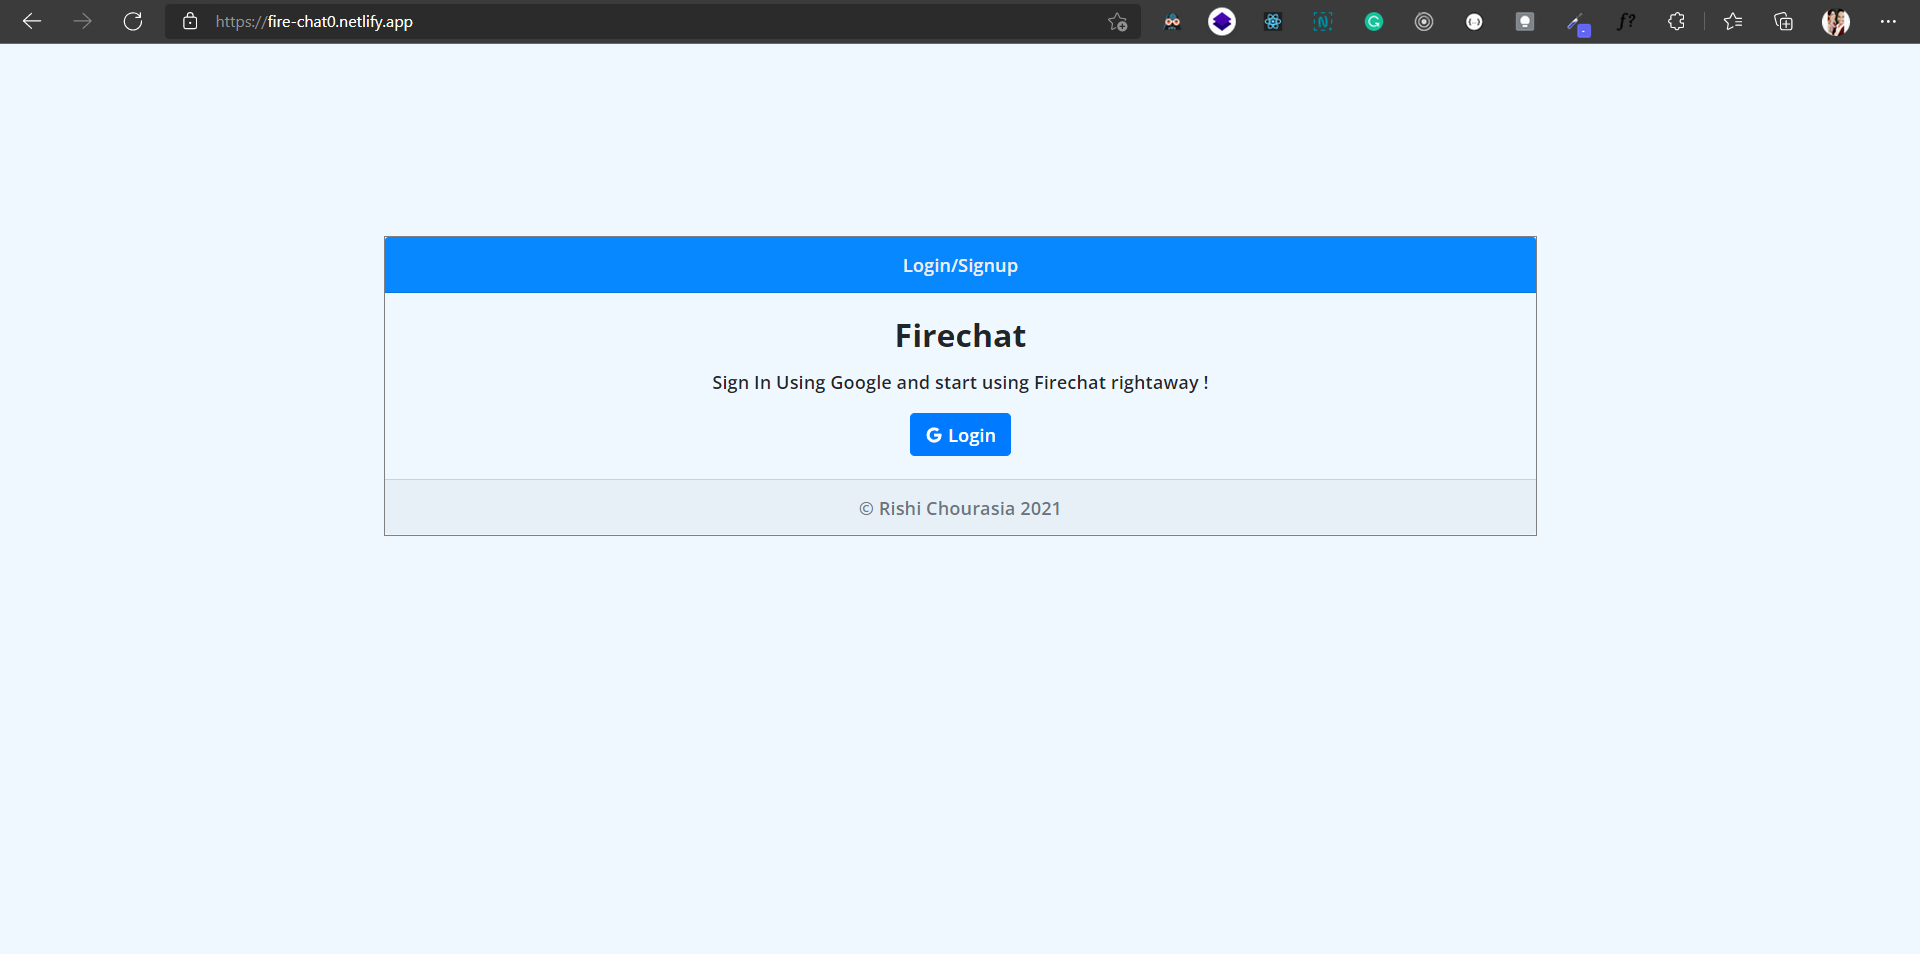 https://fire-chat0.netlify.app
Login/Signup
Firechat
Sign In Using Google and start using Firechat rightaway !
G Login
© Rishi Chourasia 2021